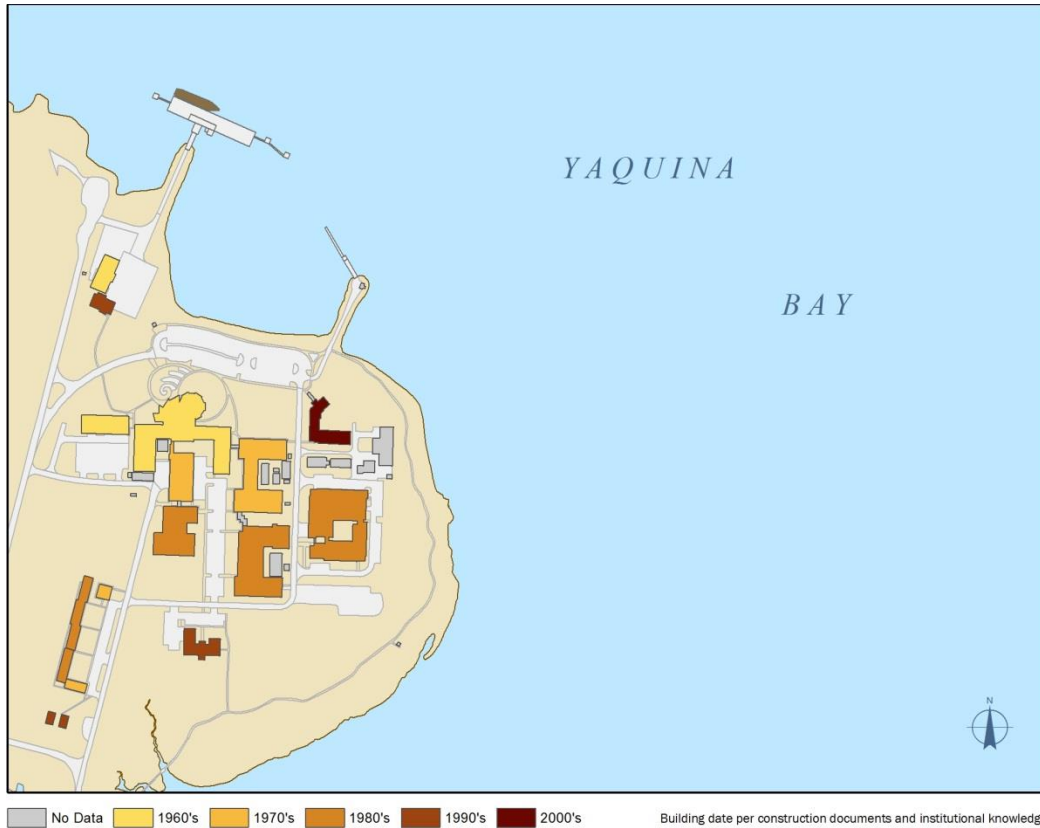 YAQUINA
BAY
N
No Data
1960's
1970's
1980's
1990's
2000's
Building date per construction documents and institutional knowledg